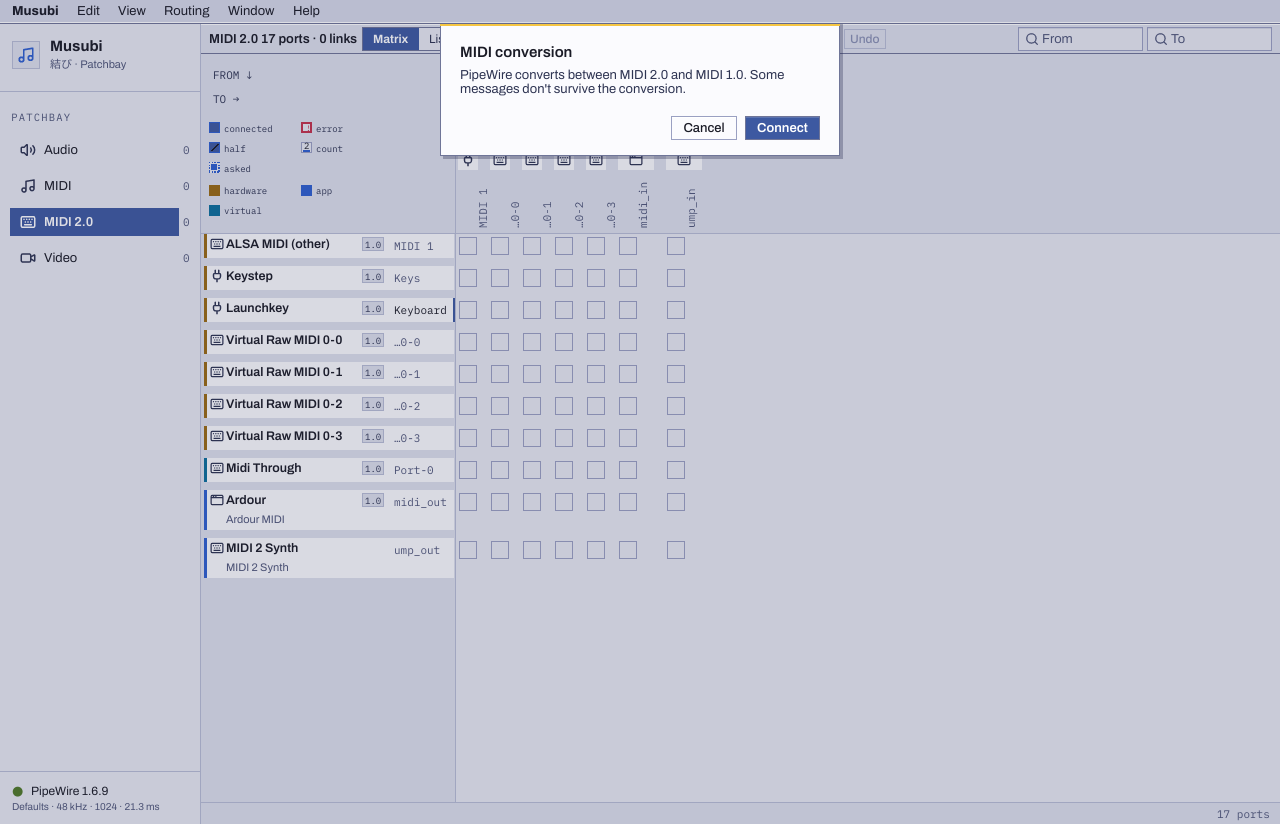 Musubi Edit View Routing Window Help
Musubi
結び · Patchbay
PATCHBAY
Audio 0
MIDI 0
MIDI 2.0 0
Video 0
PipeWire 1.6.9
Defaults · 48 kHz · 1024 · 21.3 ms
MIDI 2.0 17 ports · 0 links Matrix Undo From To
FROM ↓
TO →
connected error
half 2 count
asked
hardware app
virtual
MIDI conversion
PipeWire converts between MIDI 2.0 and MIDI 1.0. Some
messages don't survive the conversion.
Cancel Connect
MIDI 1 …0-0 …0-1 …0-2 …0-3 midi_in ump_in
ALSA MIDI (other) 1.0 MIDI 1
Keystep 1.0 Keys
Launchkey 1.0 Keyboard
Virtual Raw MIDI 0-0 1.0 …0-0
Virtual Raw MIDI 0-1 1.0 …0-1
Virtual Raw MIDI 0-2 1.0 …0-2
Virtual Raw MIDI 0-3 1.0 …0-3
Midi Through 1.0 Port-0
Ardour 1.0 midi_out
Ardour MIDI
MIDI 2 Synth ump_out
MIDI 2 Synth
17 ports